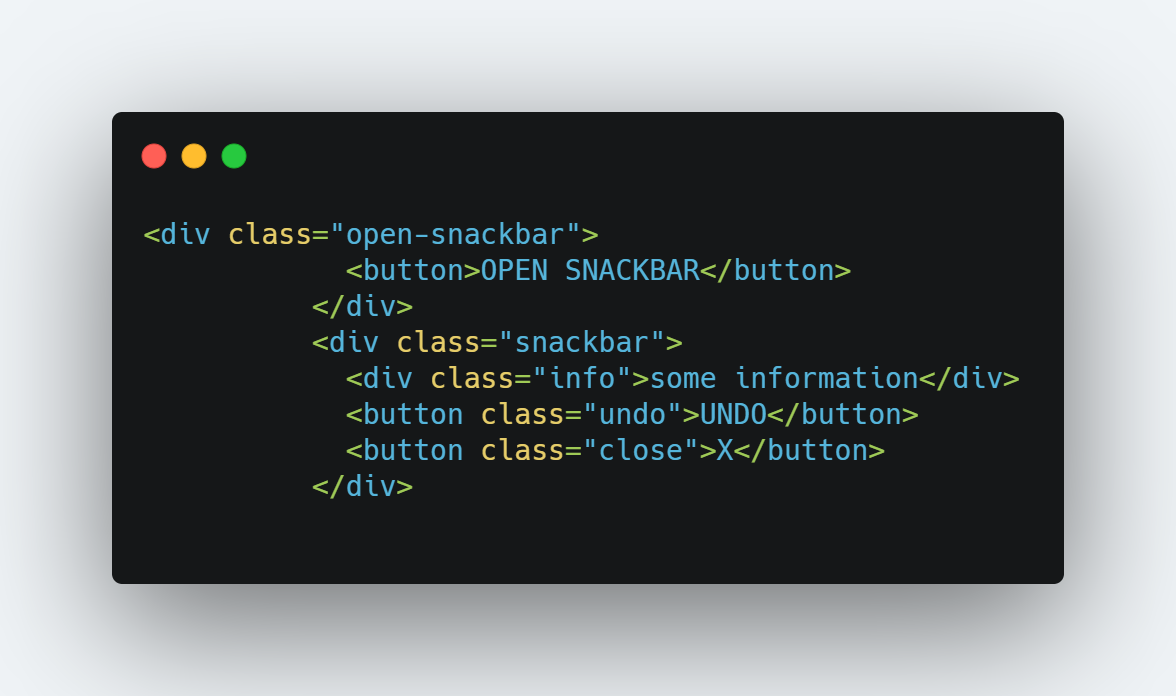 <div class="open-snackbar">
<button>OPEN SNACKBAR</button>
</div>
<div class="snackbar">
<div class="info">some information</div>
<button class="undo">UNDO</button>
<button class="close">X</button>
</div>